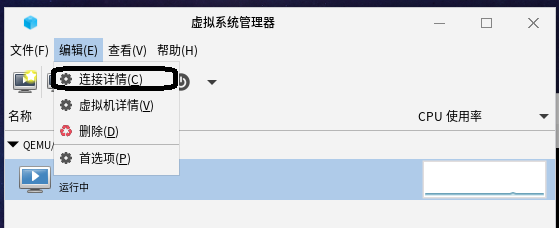 虚拟系统管理器
文件(F) 编辑(E) 查看(V) 帮助(H)
连接详情(C)
虚拟机详情(V)
删除(D)
首选项(P)
名称 CPU 使用率
QEMU/
运行中